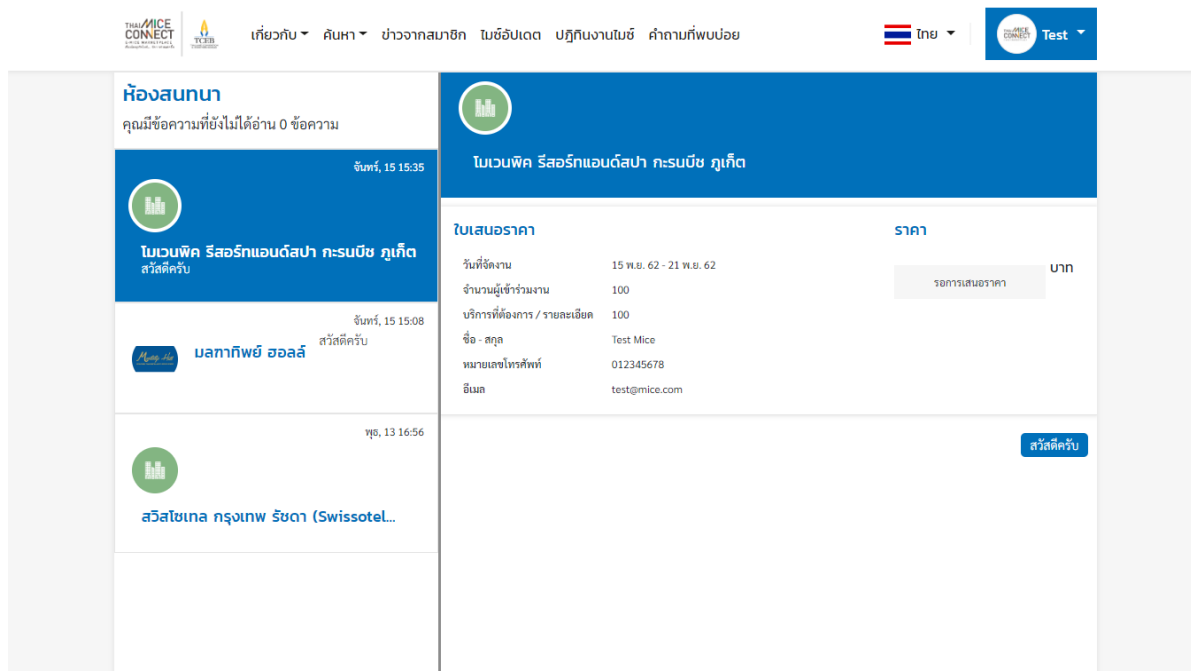 THAI MICE CONNECT
TCEB
เกี่ยวกับ ค้นหา ข่าวจากสมาชิก ไมซ์อัปเดต ปฏิทินงานไมซ์ คำถามที่พบบ่อย ไทย Test
ห้องสนทนา
คุณมีข้อความที่ยังไม่ได้อ่าน 0 ข้อความ
จันทร์, 15 15:35
โมเวนพิค รีสอร์ทแอนด์สปา กะรนบีช ภูเก็ต
สวัสดีครับ
จันทร์, 15 15:08
สวัสดีครับ
มลฑาทิพย์ ฮอลล์
พุธ, 13 16:56
สวิสโซเทล กรุงเทพ รัชดา (Swissotel...
โมเวนพิค รีสอร์ทแอนด์สปา กะรนบีช ภูเก็ต
ใบเสนอราคา
วันที่จัดงาน 15 พ.ย. 62 - 21 พ.ย. 62
จำนวนผู้เข้าร่วมงาน 100
บริการที่ต้องการ / รายละเอียด 100
ชื่อ - สกุล Test Mice
หมายเลขโทรศัพท์ 012345678
อีเมล test@mice.com
ราคา
รอการเสนอราคา บาท
สวัสดีครับ